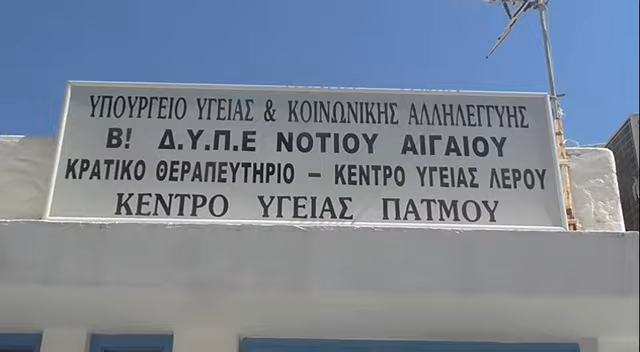 ΥΠΟΥΡΓΕΙΟ ΥΓΕΙΑΣ & ΚΟΙΝΩΝΙΚΗΣ ΑΛΛΗΛΕΓΓΥΗΣ
Β! Δ.Υ.Π.Ε ΝΟΤΙΟΥ ΑΙΓΑΙΟΥ
ΚΡΑΤΙΚΟ ΘΕΡΑΠΕΥΤΗΡΙΟ – ΚΕΝΤΡΟ ΥΓΕΙΑΣ ΛΕΡΟΥ
ΚΕΝΤΡΟ ΥΓΕΙΑΣ ΠΑΤΜΟΥ